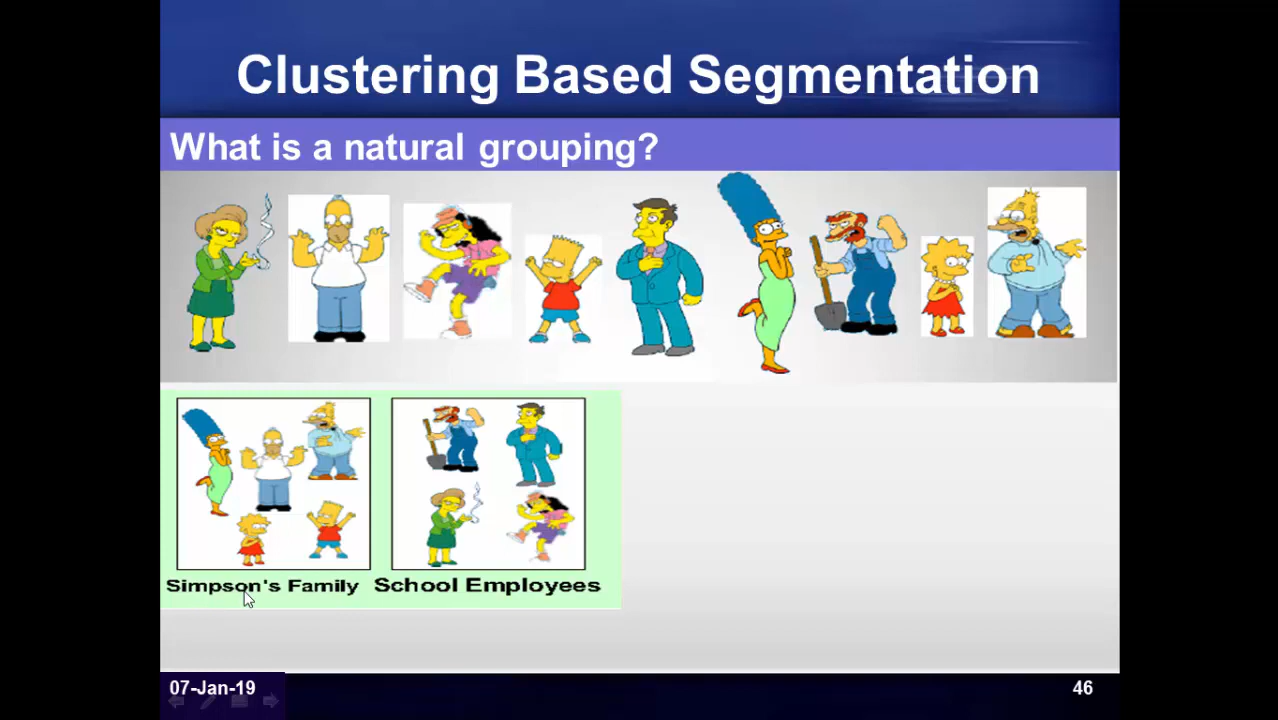 Clustering Based Segmentation
What is a natural grouping?
Simpson's Family
School Employees
07-Jan-19
46